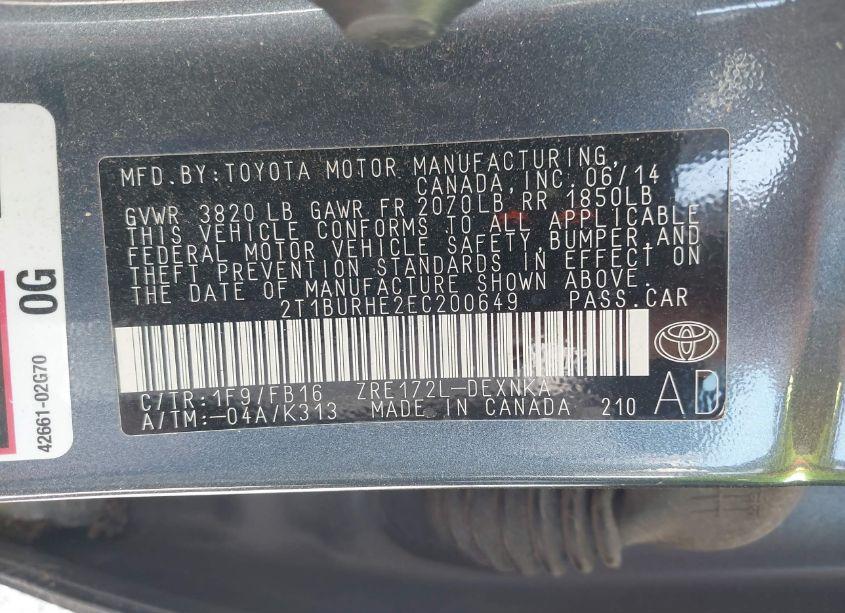 MFD.BY:TOYOTA MOTOR MANUFACTURING,
CANADA,INC.06/14
GVWR 3820 LB GAWR FR 2070LB RR 1850LB
THIS VEHICLE CONFORMS TO ALL APPLICABLE
FEDERAL MOTOR VEHICLE SAFETY,BUMPER,AND
THEFT PREVENTION STANDARDS IN EFFECT ON
THE DATE OF MANUFACTURE SHOWN ABOVE.
2T1BURHE2EC200649 PASS.CAR
C/TR:1F9/FB16 ZRE172L-DEXNKA
A/TM:-04A/K313 MADE IN CANADA 210
AD
0G
42661-02G70